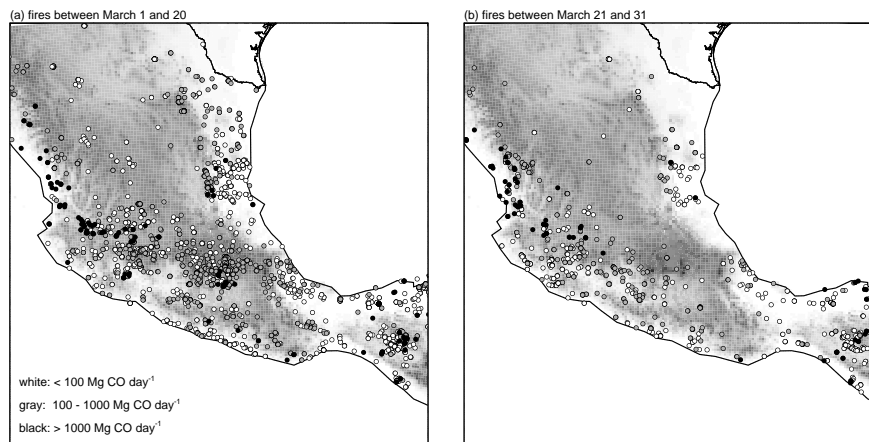 (a) fires between March 1 and 20
(b) fires between March 21 and 31
white: < 100 Mg CO day⁻¹
gray: 100 - 1000 Mg CO day⁻¹
black: > 1000 Mg CO day⁻¹